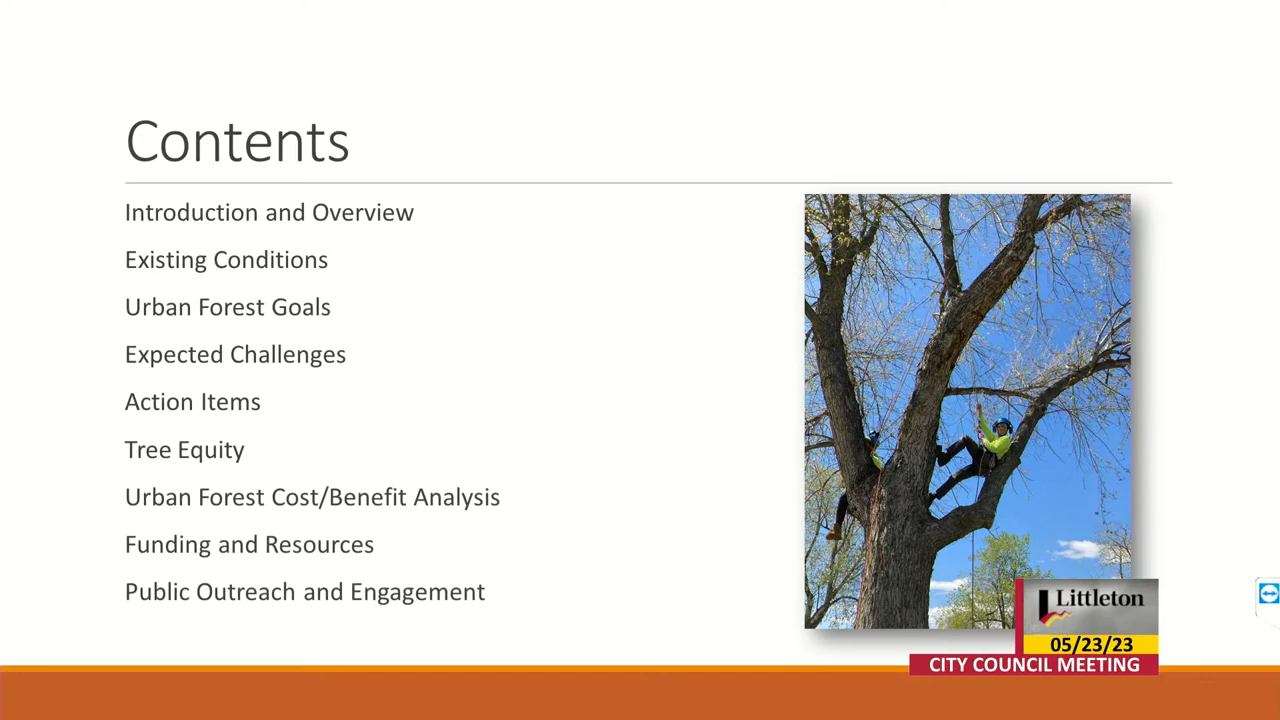 Contents
Introduction and Overview
Existing Conditions
Urban Forest Goals
Expected Challenges
Action Items
Tree Equity
Urban Forest Cost/Benefit Analysis
Funding and Resources
Public Outreach and Engagement
Littleton
05/23/23
CITY COUNCIL MEETING